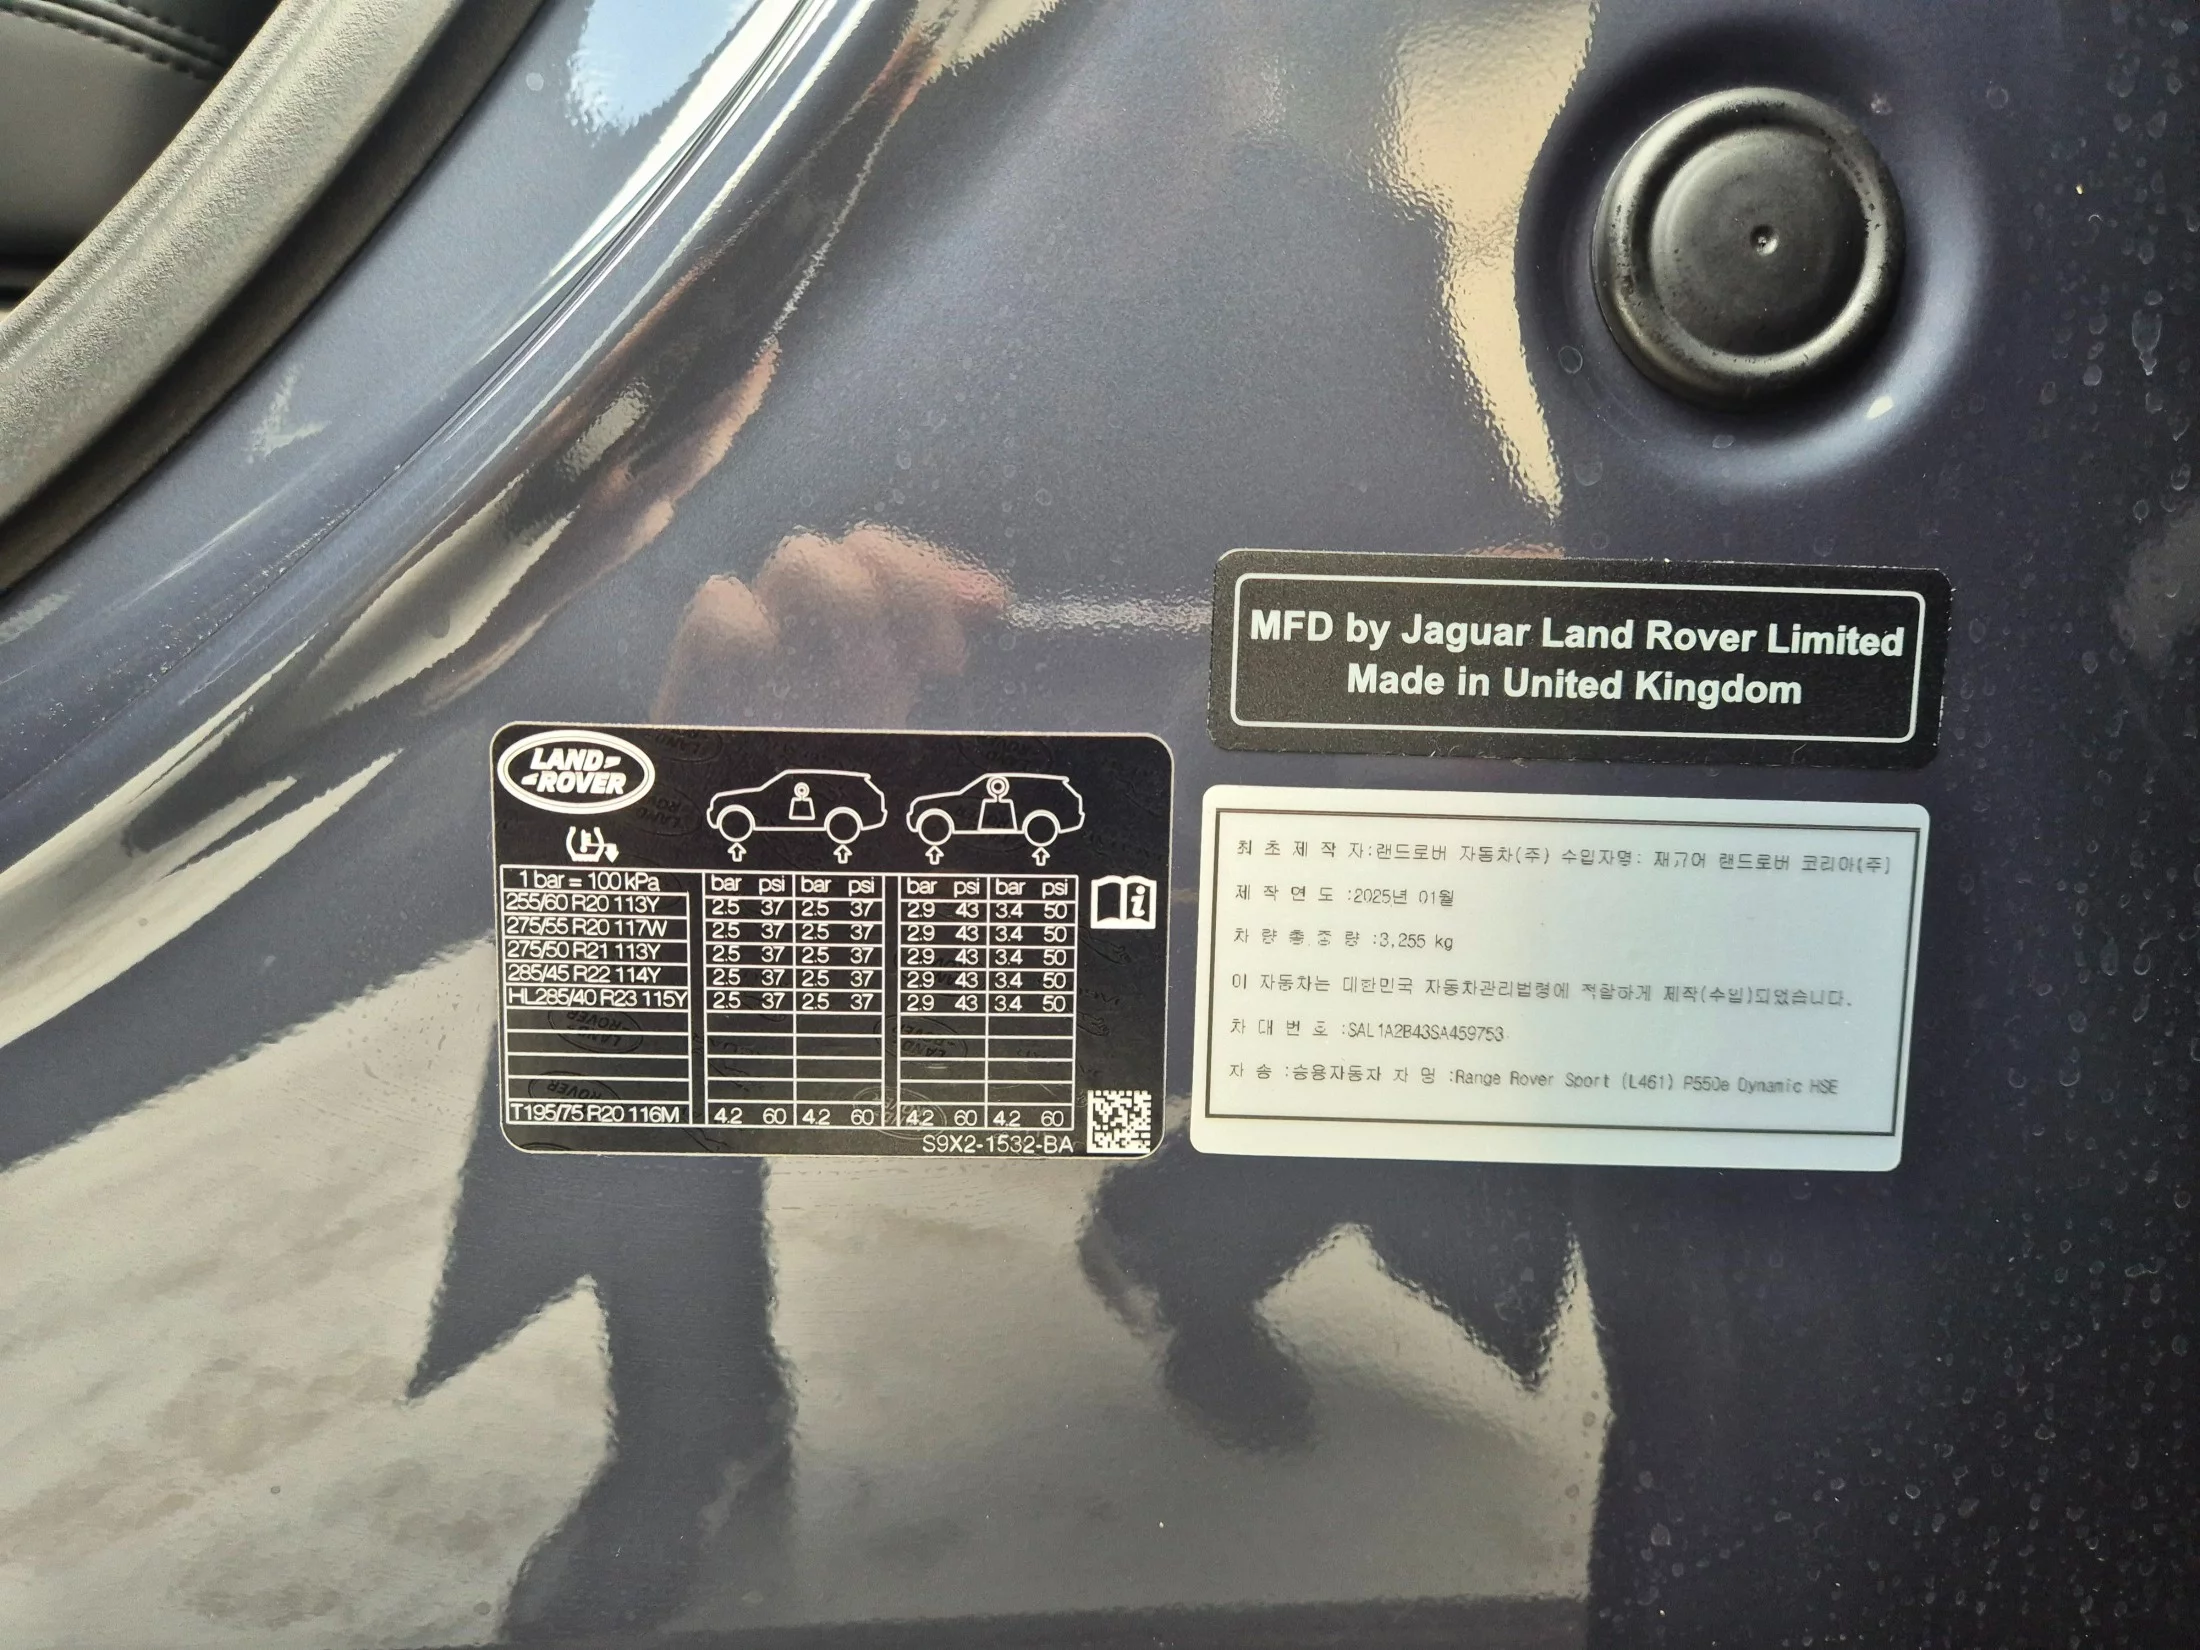 MFD by Jaguar Land Rover Limited
Made in United Kingdom
LAND
ROVER
1 bar = 100 kPa bar psi bar psi bar psi bar psi
255/60 R20 113Y 2.5 37 2.5 37 2.9 43 3.4 50
275/55 R20 117W 2.5 37 2.5 37 2.9 43 3.4 50
275/50 R21 113Y 2.5 37 2.5 37 2.9 43 3.4 50
285/45 R22 114Y 2.5 37 2.5 37 2.9 43 3.4 50
HL285/40 R23 115Y 2.5 37 2.5 37 2.9 43 3.4 50
T195/75 R20 116M 4.2 60 4.2 60 4.2 60 4.2 60
S9X2-1532-BA
최 초 제 작 자:랜드로버 자동차(주) 수입자명: 재규어 랜드로버 코리아(주)
제 작 연 도 :2025년 01월
차 량 총 중 량 :3,255 kg
이 자동차는 대한민국 자동차관리법령에 적합하게 제작(수입)되었습니다.
차 대 번 호 :SAL1A2B43SA459753
차 종 :승용자동차 차 명 :Range Rover Sport (L461) P550e Dynamic HSE